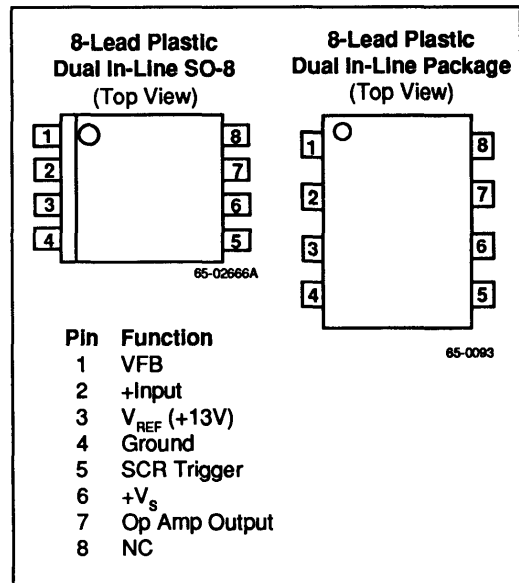 8-Lead Plastic
Dual In-Line SO-8
(Top View)
1
2
3
4
8
7
6
5
65-02666A
8-Lead Plastic
Dual In-Line Package
(Top View)
1
2
3
4
8
7
6
5
65-0093
Pin Function
1 VFB
2 +Input
3 V_REF (+13V)
4 Ground
5 SCR Trigger
6 +V_S
7 Op Amp Output
8 NC